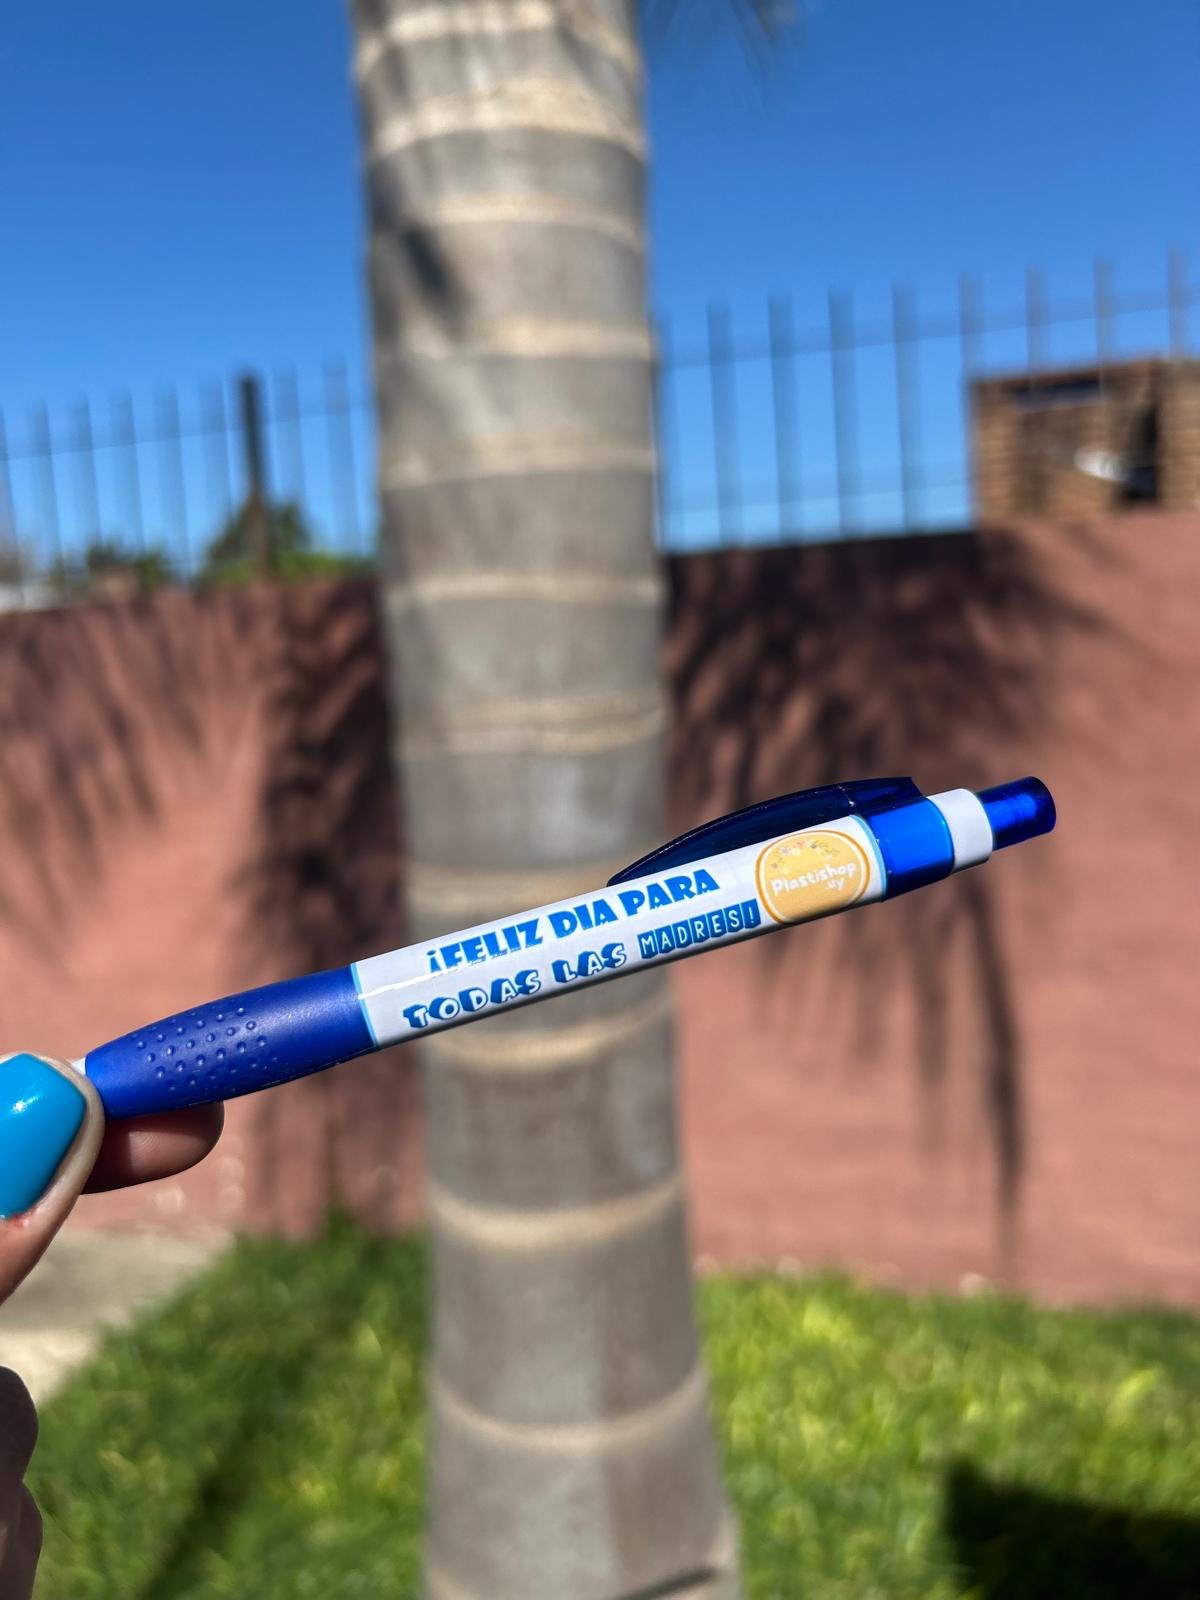 ¡FELIZ DIA PARA
TODAS LAS MADRES!
Plastishop
.uy